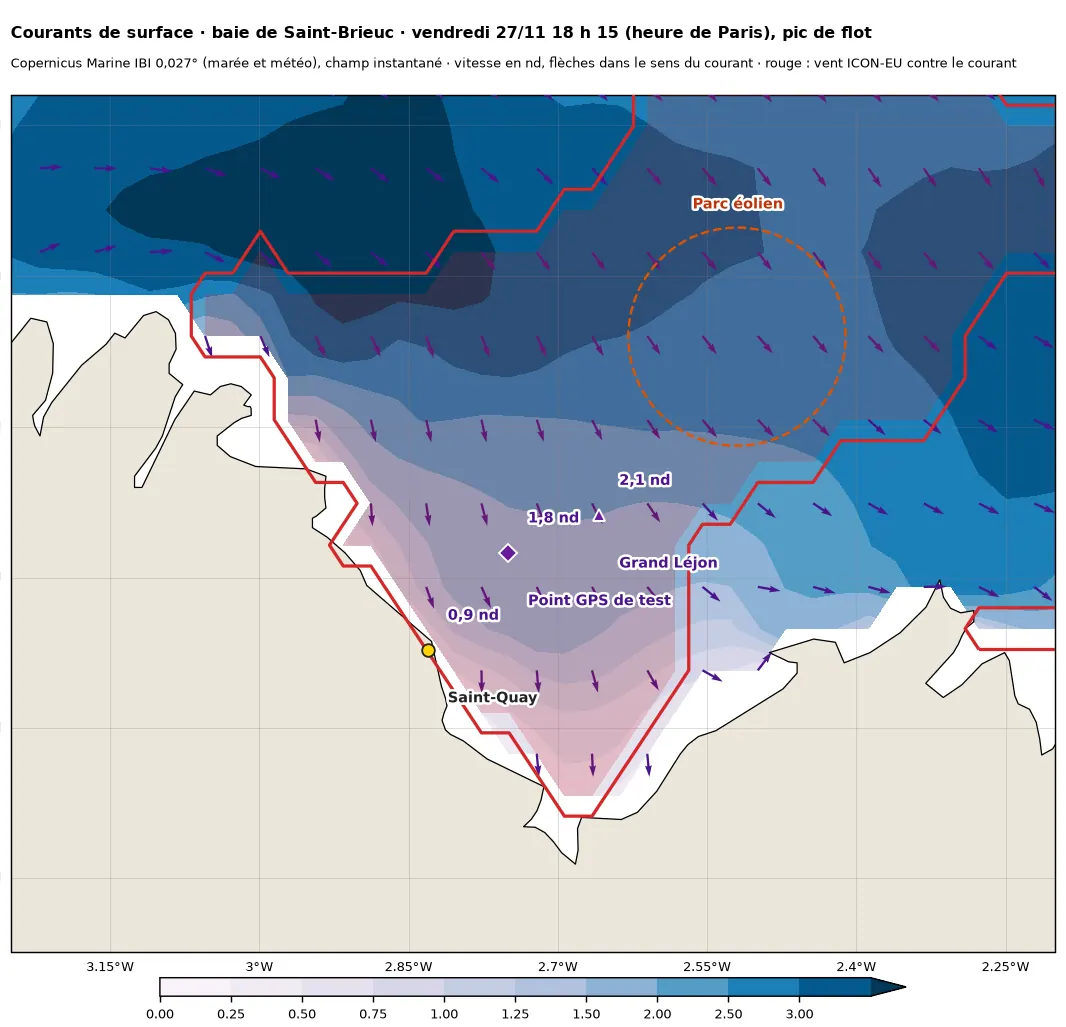 Courants de surface · baie de Saint-Brieuc · vendredi 27/11 18 h 15 (heure de Paris), pic de flot
Copernicus Marine IBI 0,027° (marée et météo), champ instantané · vitesse en nd, flèches dans le sens du courant · rouge : vent ICON-EU contre le courant
Parc éolien
2,1 nd
1,8 nd
Grand Léjon
Point GPS de test
0,9 nd
Saint-Quay
3.15°W 3°W 2.85°W 2.7°W 2.55°W 2.4°W 2.25°W
0.00 0.25 0.50 0.75 1.00 1.25 1.50 2.00 2.50 3.00